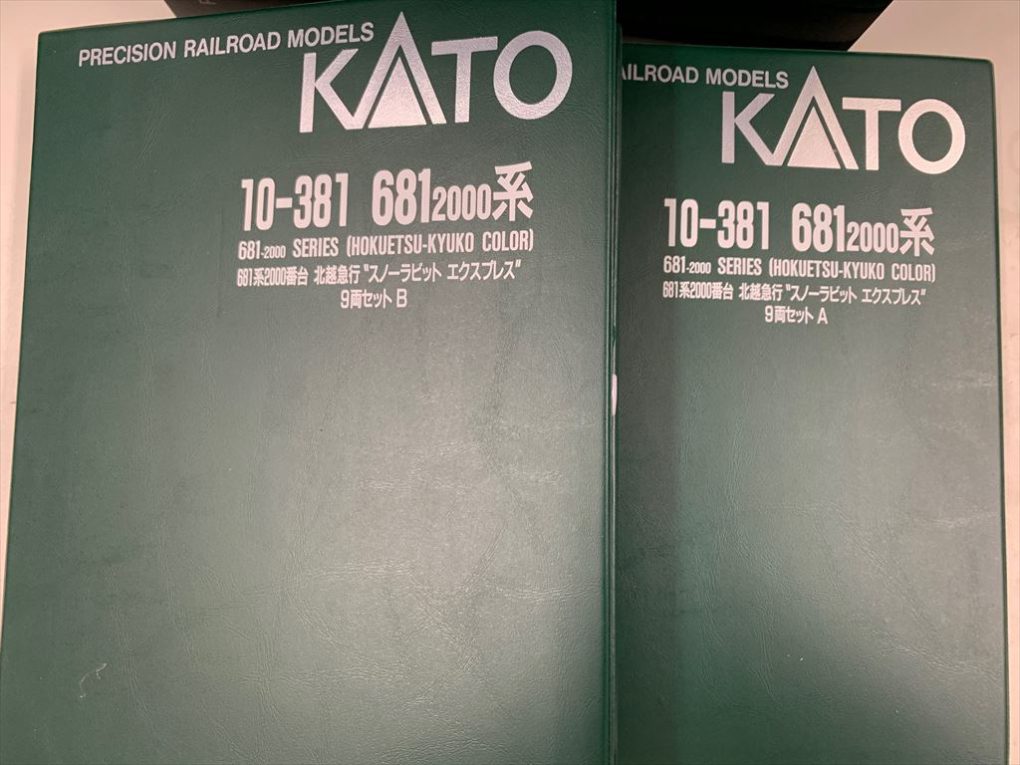 PRECISION RAILROAD MODELS
KATO
10-381 6812000系
681-2000 SERIES (HOKUETSU-KYUKO COLOR)
681系2000番台 北越急行 "スノーラビット エクスプレス"
9両セット B
RAILROAD MODELS
KATO
10-381 6812000系
681-2000 SERIES (HOKUETSU-KYUKO COLOR)
681系2000番台 北越急行 "スノーラビット エクスプレス"
9両セット A